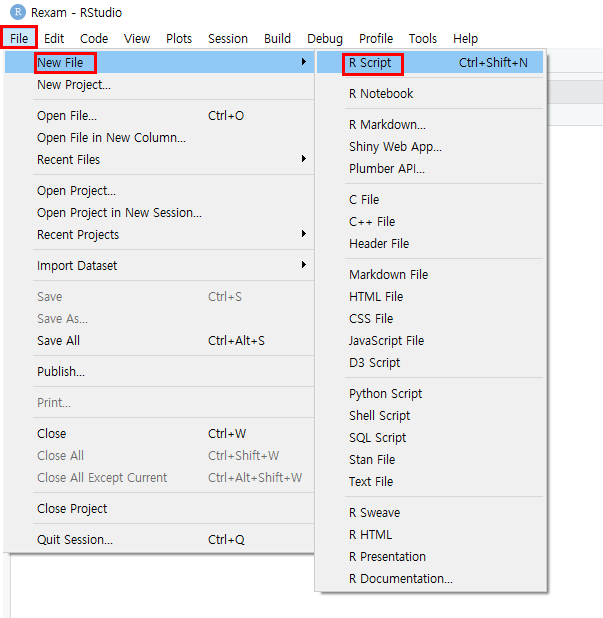 R Rexam - RStudio
File Edit Code View Plots Session Build Debug Profile Tools Help
New File
New Project...
Open File... Ctrl+O
Open File in New Column...
Recent Files
Open Project...
Open Project in New Session...
Recent Projects
Import Dataset
Save Ctrl+S
Save As...
Save All Ctrl+Alt+S
Publish...
Print...
Close Ctrl+W
Close All Ctrl+Shift+W
Close All Except Current Ctrl+Alt+Shift+W
Close Project
Quit Session... Ctrl+Q
R Script Ctrl+Shift+N
R Notebook
R Markdown...
Shiny Web App...
Plumber API...
C File
C++ File
Header File
Markdown File
HTML File
CSS File
JavaScript File
D3 Script
Python Script
Shell Script
SQL Script
Stan File
Text File
R Sweave
R HTML
R Presentation
R Documentation...